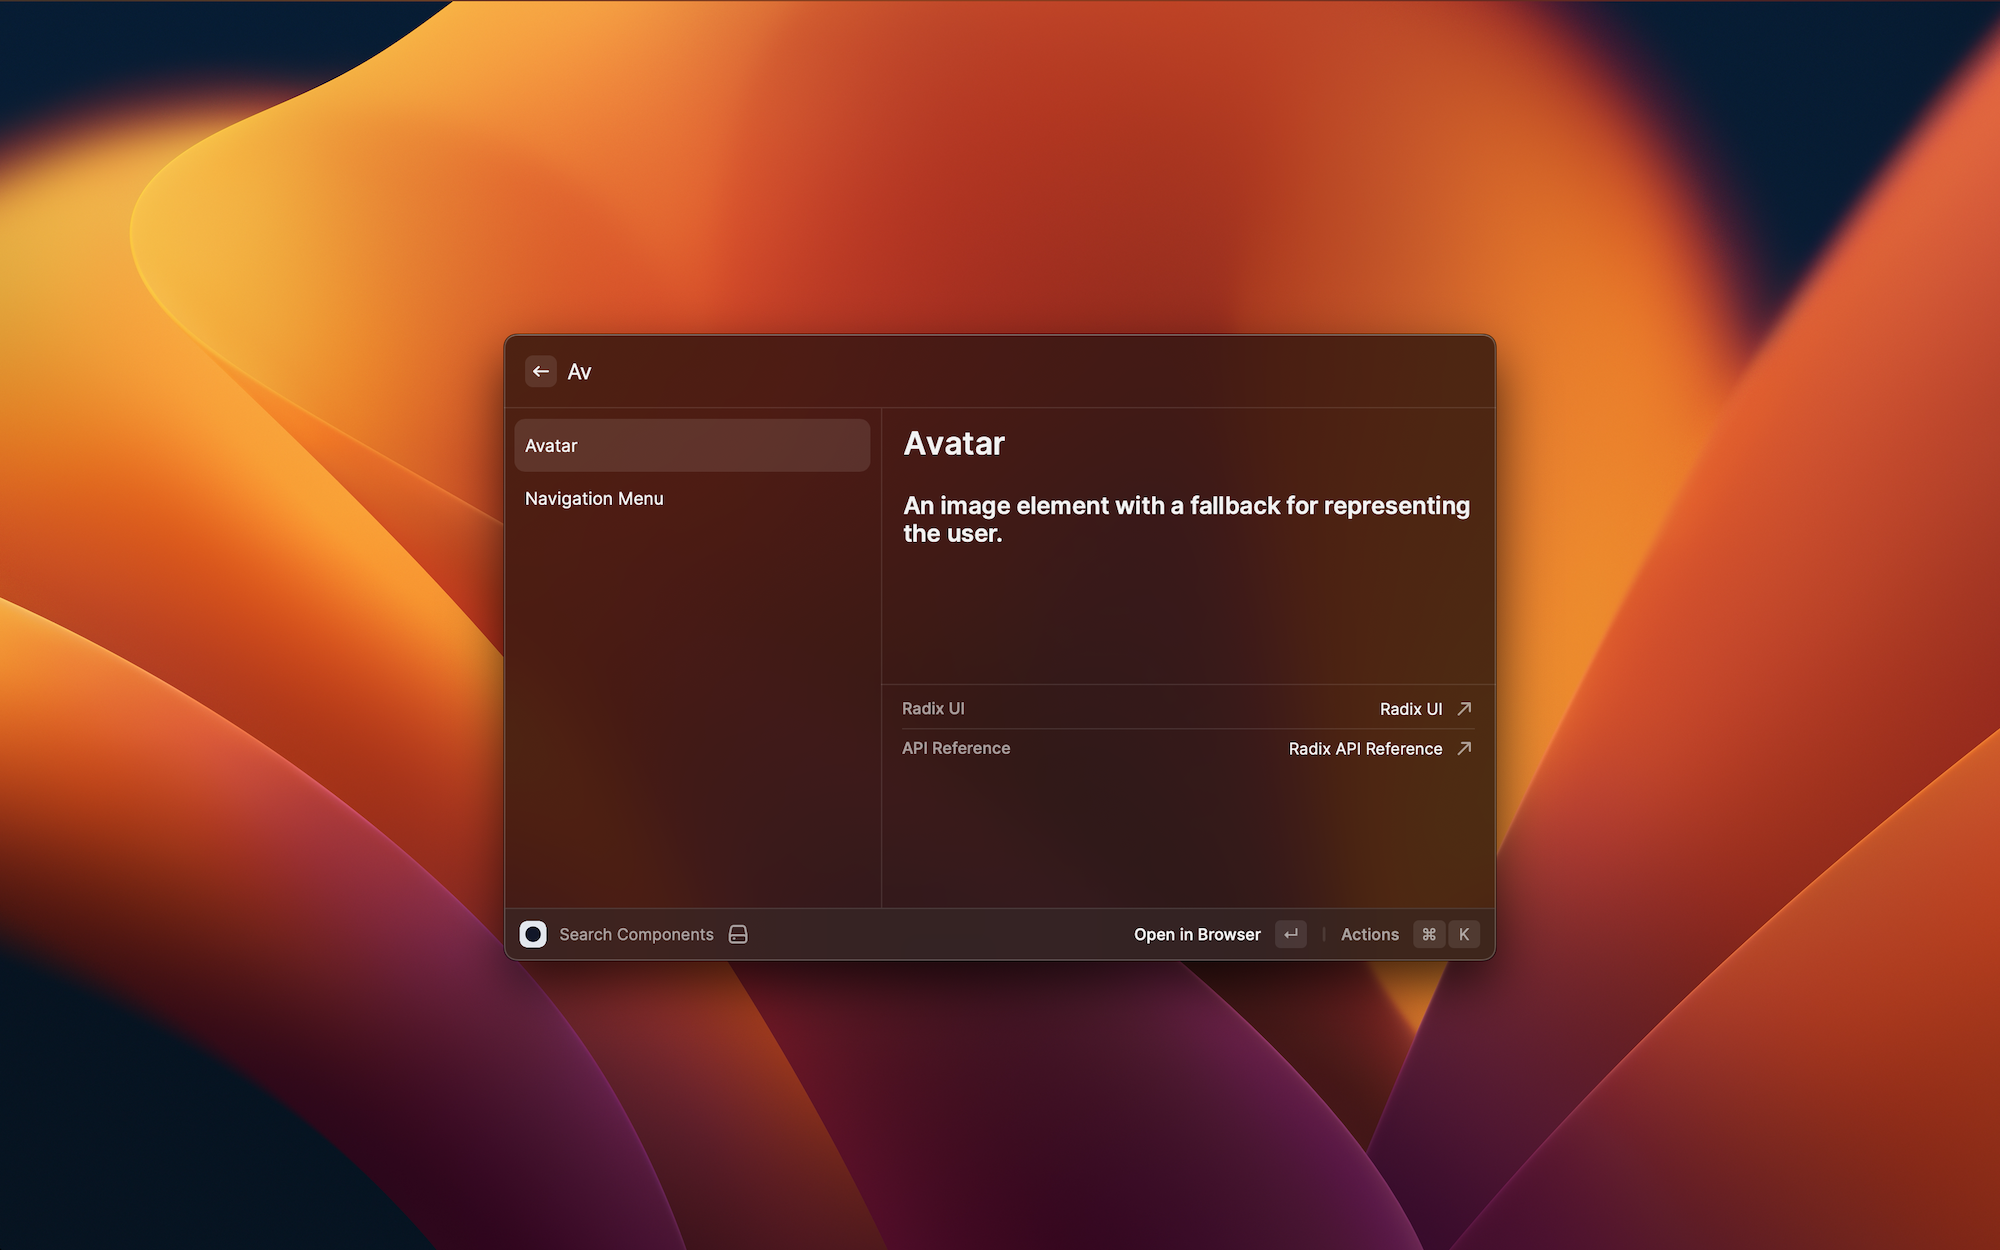 Av
Avatar
Navigation Menu
Avatar
An image element with a fallback for representing
the user.
Radix UI Radix UI
API Reference Radix API Reference
Search Components Open in Browser Actions ⌘ K